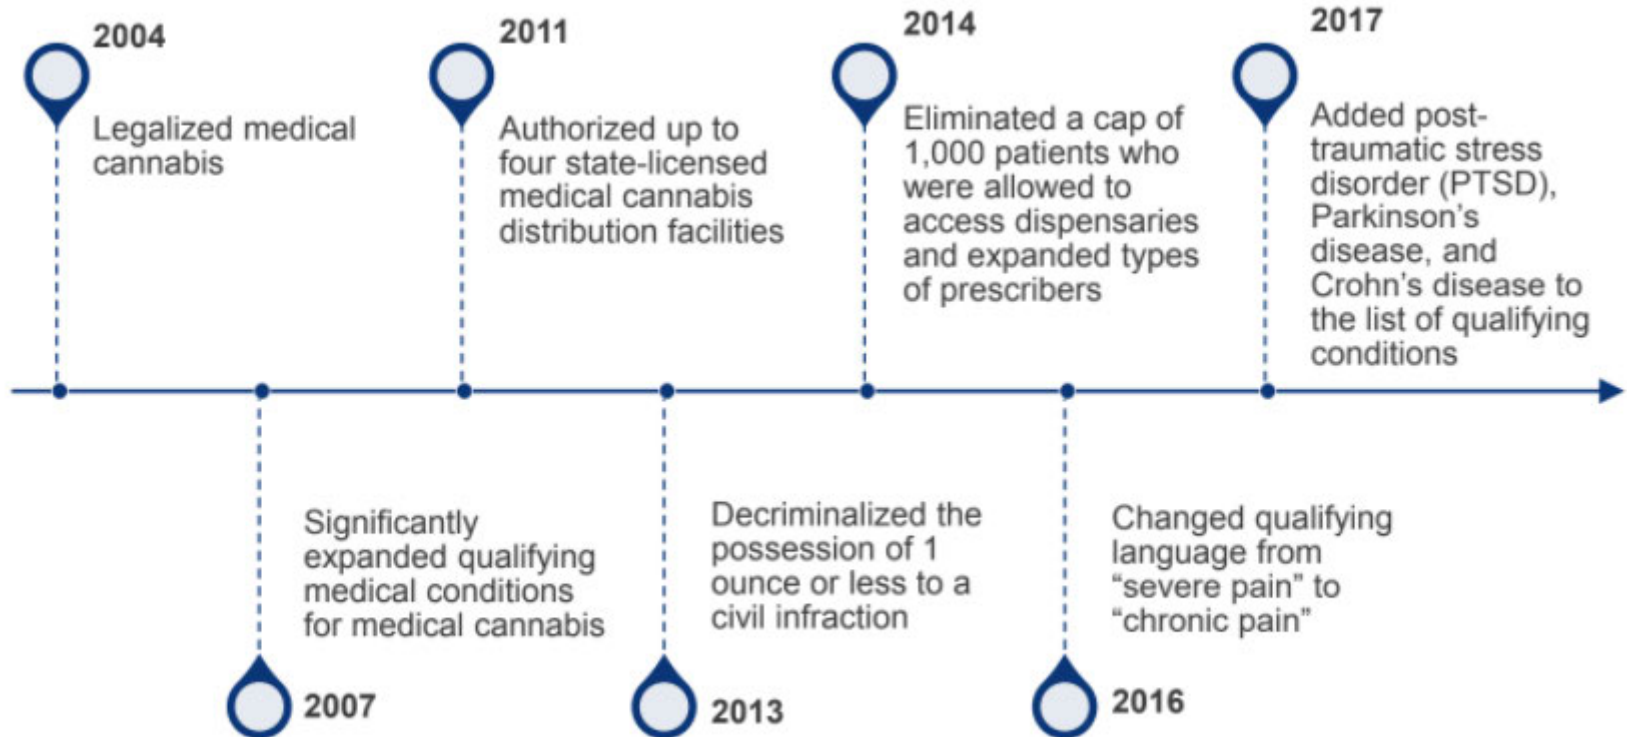 2004
Legalized medical
cannabis
2007
Significantly
expanded qualifying
medical conditions
for medical cannabis
2011
Authorized up to
four state-licensed
medical cannabis
distribution facilities
2013
Decriminalized the
possession of 1
ounce or less to a
civil infraction
2014
Eliminated a cap of
1,000 patients who
were allowed to
access dispensaries
and expanded types
of prescribers
2016
Changed qualifying
language from
“severe pain” to
“chronic pain”
2017
Added post-
traumatic stress
disorder (PTSD),
Parkinson’s
disease, and
Crohn’s disease to
the list of qualifying
conditions